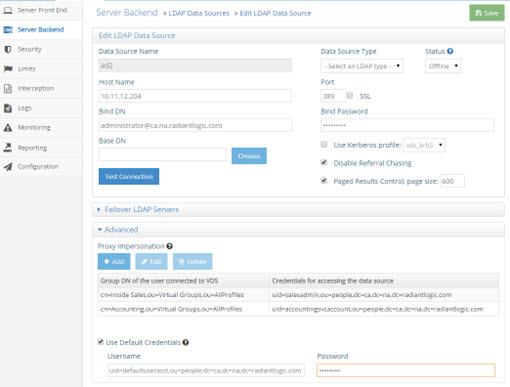 Server Front End
Server Backend
Security
Limits
Interception
Logs
Monitoring
Reporting
Configuration
Server Backend » LDAP Data Sources » Edit LDAP Data Source
Save
Edit LDAP Data Source
Data Source Name
ad2
Data Source Type
- Select an LDAP type -
Status
Offline
Host Name
10.11.12.204
Port
389
SSL
Bind DN
administrator@ca.na.radiantlogic.com
Bind Password
*********
Base DN
Choose
Use Kerberos profile: vds_krb5
Disable Referral Chasing
Paged Results Control, page size: 600
Test Connection
Failover LDAP Servers
Advanced
Proxy Impersonation
Add
Edit
Delete
Group DN of the user connected to VDS Credentials for accessing the data source
cn=Inside Sales,ou=Virtual Groups,ou=AllProfiles uid=salesadmin,ou=people,dc=ca,dc=na,dc=radiantlogic.com
cn=Accounting,ou=Virtual Groups,ou=AllProfiles uid=accountingsvcaccount,ou=people,dc=ca,dc=na,dc=radiantlogic.com
Use Default Credentials
Username
uid=defaultuseracct,ou=people,dc=ca,dc=na,dc=radiantlogic.com
Password
*********